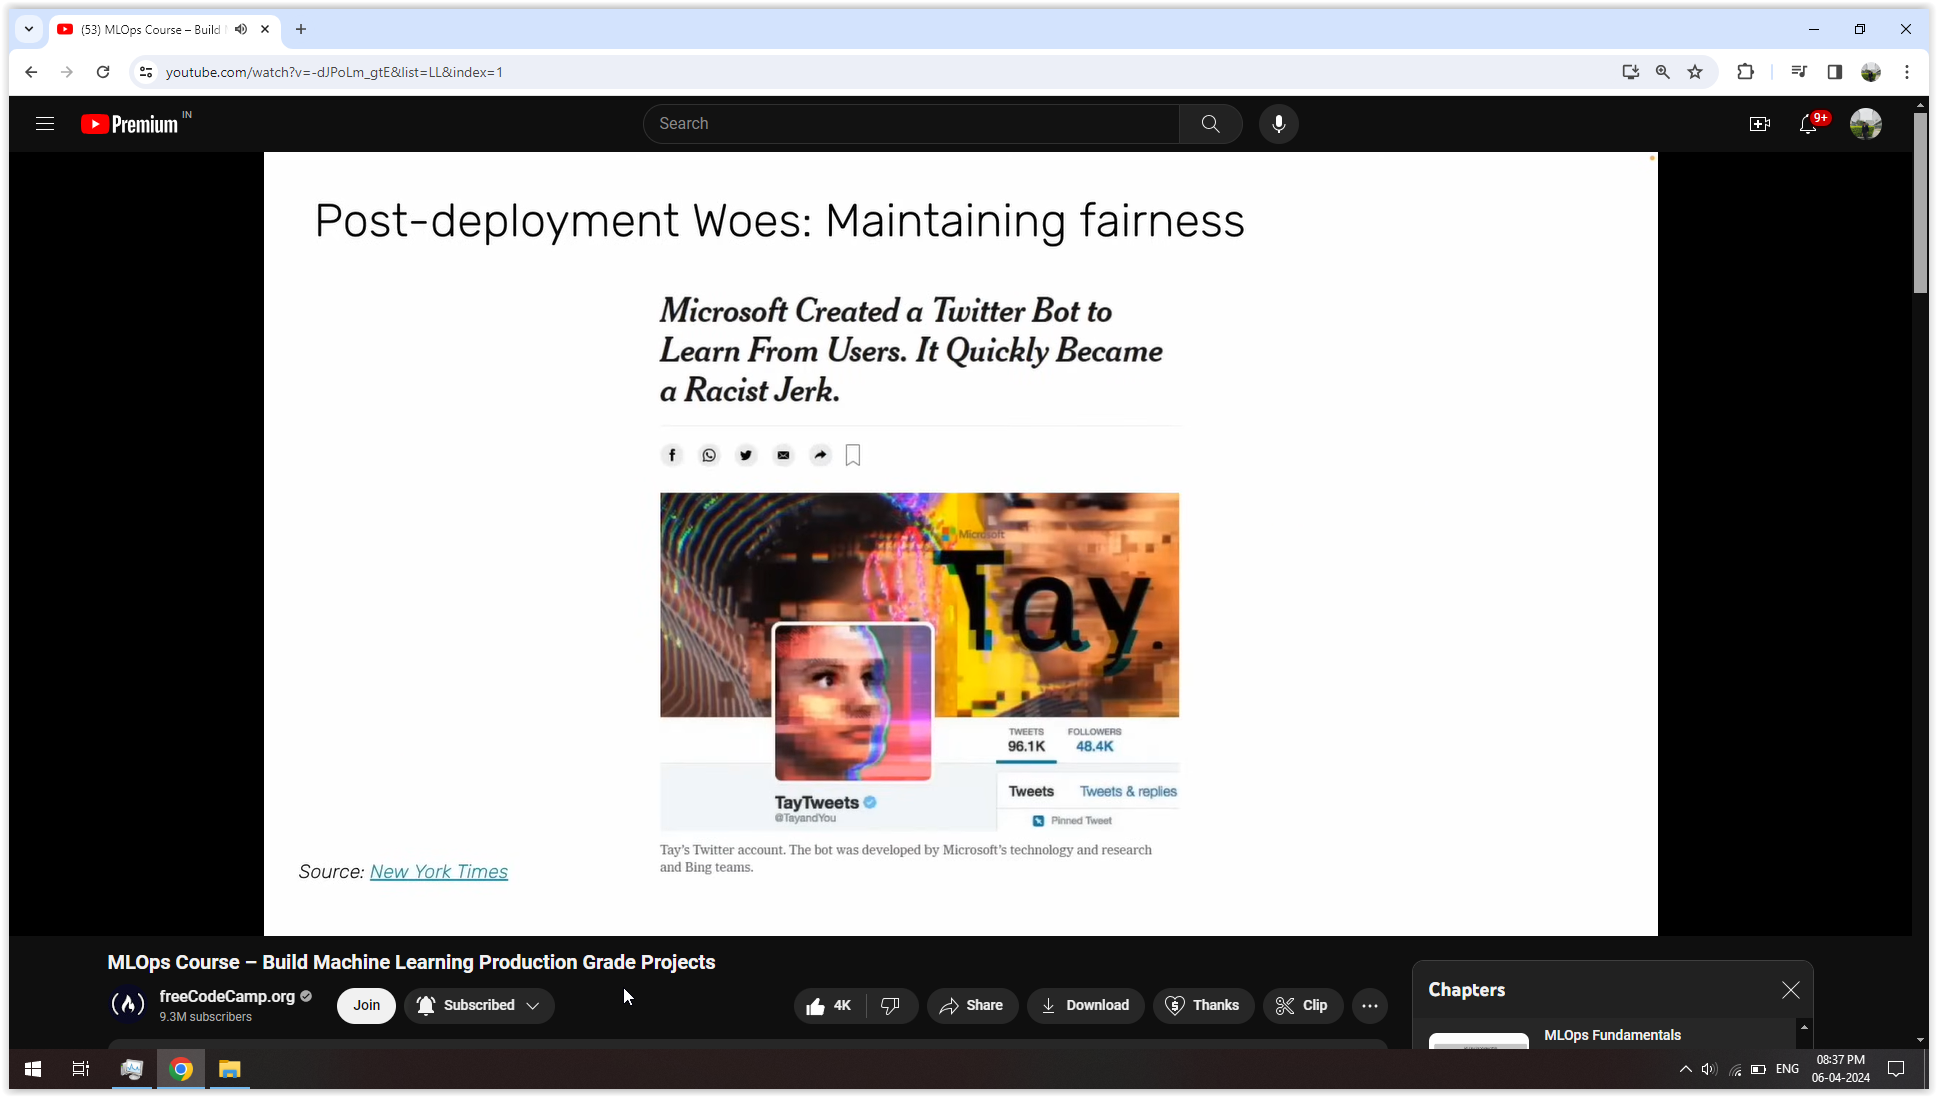 (53) MLOps Course – Build
youtube.com/watch?v=-dJPoLm_gtE&list=LL&index=1
Premium IN
Search
9+
Post-deployment Woes: Maintaining fairness
Microsoft Created a Twitter Bot to
Learn From Users. It Quickly Became
a Racist Jerk.
Microsoft
Tay.
TWEETS FOLLOWERS
96.1K 48.4K
TayTweets
@TayandYou
Tweets Tweets & replies
Pinned Tweet
Tay's Twitter account. The bot was developed by Microsoft's technology and research
and Bing teams.
Source: New York Times
MLOps Course – Build Machine Learning Production Grade Projects
freeCodeCamp.org
9.3M subscribers
Join
Subscribed
4K
Share
Download
Thanks
Clip
Chapters
MLOps Fundamentals
ENG
08:37 PM
06-04-2024